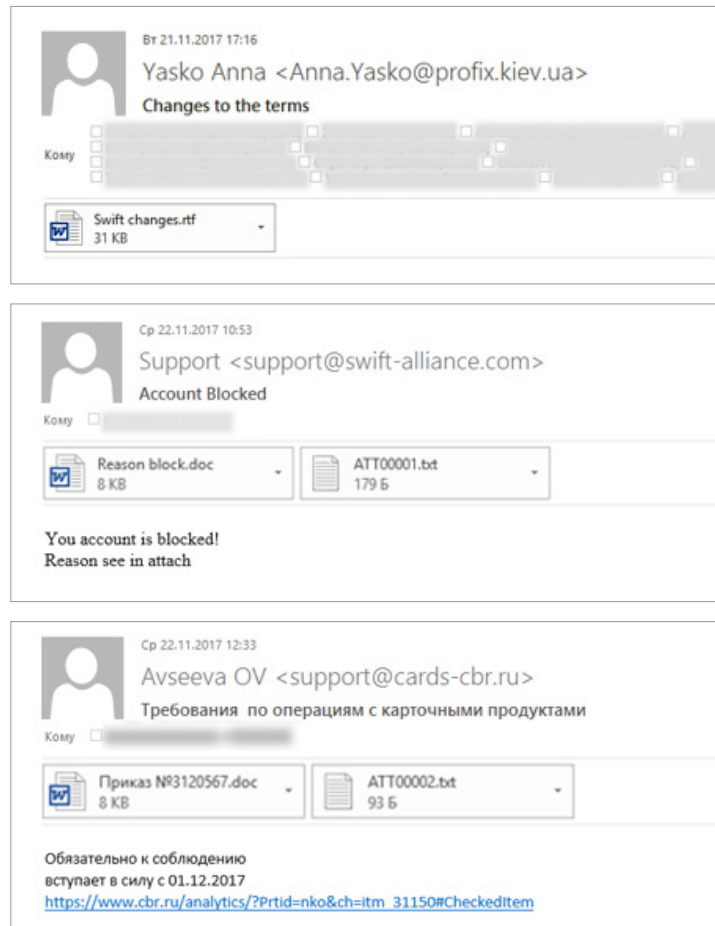 Вт 21.11.2017 17:16
Yasko Anna <Anna.Yasko@profix.kiev.ua>
Changes to the terms
Кому
Swift changes.rtf
31 KB
Ср 22.11.2017 10:53
Support <support@swift-alliance.com>
Account Blocked
Кому
Reason block.doc
8 KB
ATT00001.txt
179 Б
You account is blocked!
Reason see in attach
Ср 22.11.2017 12:33
Avseeva OV <support@cards-cbr.ru>
Требования по операциям с карточными продуктами
Кому
Приказ №3120567.doc
8 KB
ATT00002.txt
93 Б
Обязательно к соблюдению
вступает в силу с 01.12.2017
https://www.cbr.ru/analytics/?Prtid=nko&ch=itm_31150#CheckedItem